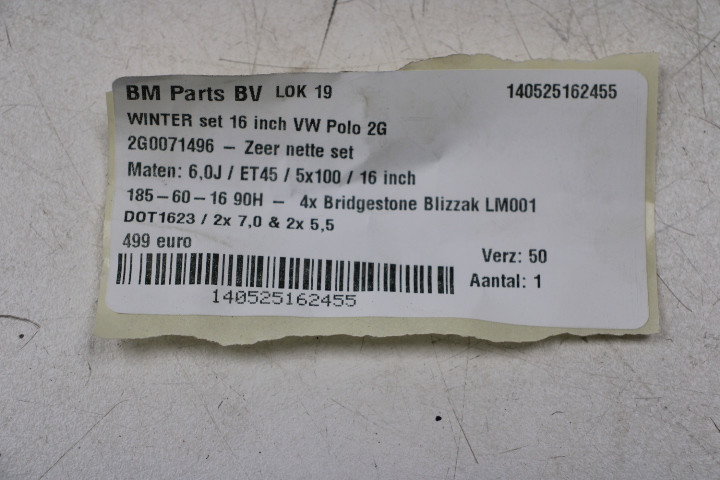 BM Parts BV LOK 19 140525162455
WINTER set 16 inch VW Polo 2G
2G0071496 – Zeer nette set
Maten: 6,0J / ET45 / 5x100 / 16 inch
185-60-16 90H – 4x Bridgestone Blizzak LM001
DOT1623 / 2x 7,0 & 2x 5,5
499 euro
Verz: 50
Aantal: 1
140525162455